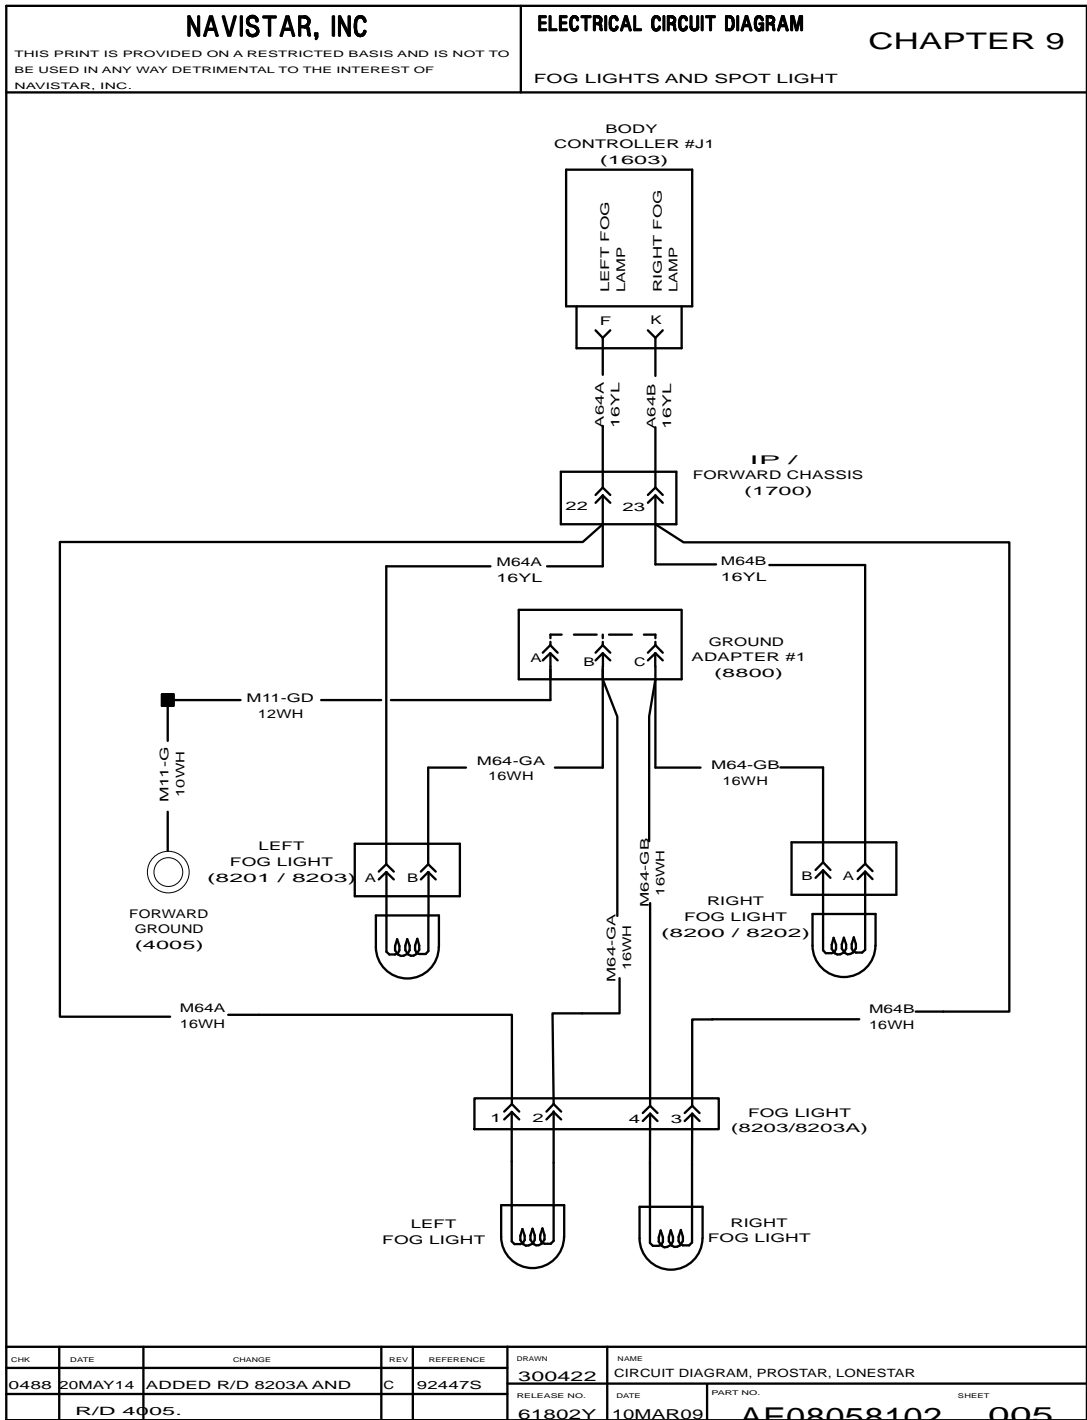 NAVISTAR, INC
THIS PRINT IS PROVIDED ON A RESTRICTED BASIS AND IS NOT TO
BE USED IN ANY WAY DETRIMENTAL TO THE INTEREST OF
NAVISTAR, INC.
ELECTRICAL CIRCUIT DIAGRAM
CHAPTER 9
FOG LIGHTS AND SPOT LIGHT
BODY
CONTROLLER #J1
(1603)
LEFT FOG
LAMP
RIGHT FOG
LAMP
F
K
A64A
16YL
A64B
16YL
IP /
FORWARD CHASSIS
(1700)
22
23
M64A
16YL
M64B
16YL
GROUND
ADAPTER #1
(8800)
A
B
C
M11-GD
12WH
M11-G
10WH
M64-GA
16WH
M64-GB
16WH
LEFT
FOG LIGHT
(8201 / 8203)
A
B
M64-GB
16WH
B
A
RIGHT
FOG LIGHT
(8200 / 8202)
FORWARD
GROUND
(4005)
M64-GA
16WH
M64A
16WH
M64B
16WH
1
2
4
3
FOG LIGHT
(8203/8203A)
LEFT
FOG LIGHT
RIGHT
FOG LIGHT
CHK
DATE
CHANGE
REV
REFERENCE
DRAWN
NAME
0488
20MAY14
ADDED R/D 8203A AND
C
92447S
300422
CIRCUIT DIAGRAM, PROSTAR, LONESTAR
R/D 4005.
RELEASE NO.
DATE
PART NO.
SHEET
61802Y
10MAR09
AE08058102
005